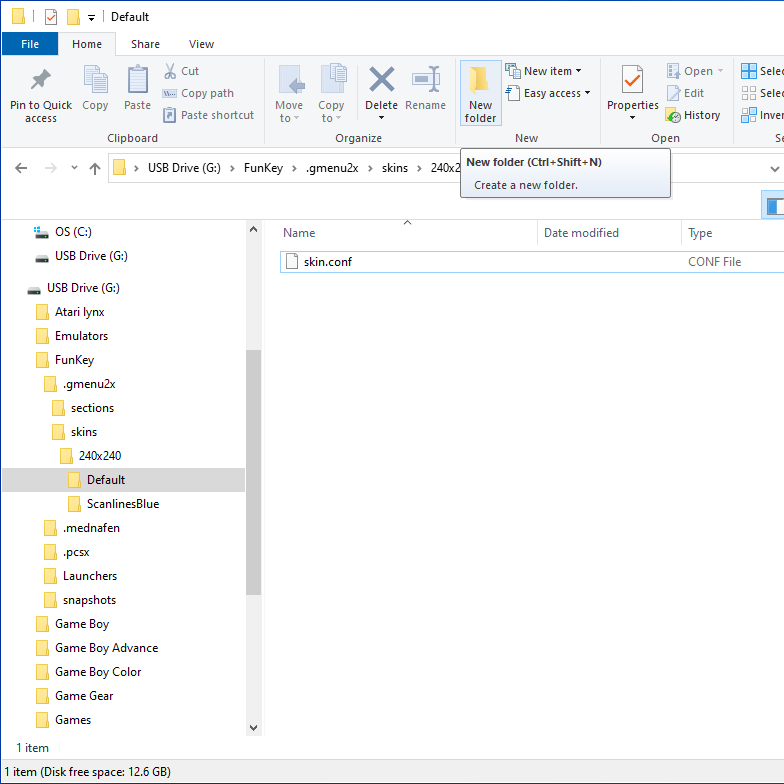 Default
File
Home
Share
View
Pin to Quick
access
Copy
Paste
Cut
Copy path
Paste shortcut
Clipboard
Move
to
Copy
to
Delete
Rename
Organize
New
folder
New item
Easy access
New
Properties
Open
Edit
History
Open
Selec
Selec
Inver
Se
USB Drive (G:) > FunKey > .gmenu2x > skins > 240x2
New folder (Ctrl+Shift+N)
Create a new folder.
OS (C:)
USB Drive (G:)
USB Drive (G:)
Atari lynx
Emulators
FunKey
.gmenu2x
sections
skins
240x240
Default
ScanlinesBlue
.mednafen
.pcsx
Launchers
snapshots
Game Boy
Game Boy Advance
Game Boy Color
Game Gear
Games
Name
Date modified
Type
skin.conf
CONF File
1 item
1 item (Disk free space: 12.6 GB)